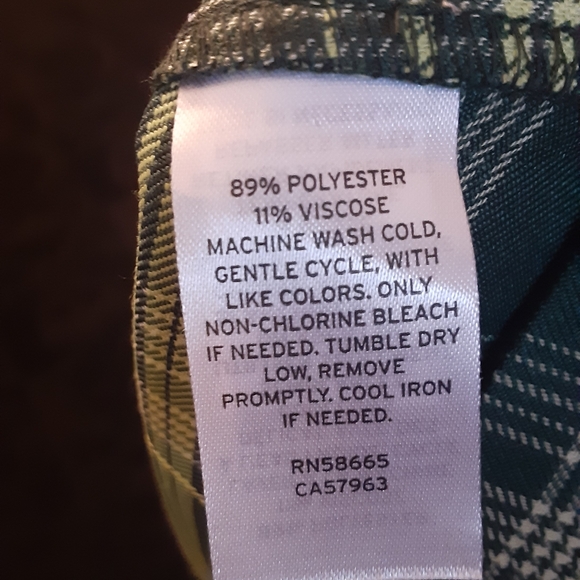 89% POLYESTER
11% VISCOSE
MACHINE WASH COLD,
GENTLE CYCLE, WITH
LIKE COLORS. ONLY
NON-CHLORINE BLEACH
IF NEEDED. TUMBLE DRY
LOW, REMOVE
PROMPTLY. COOL IRON
IF NEEDED.
RN58665
CA57963